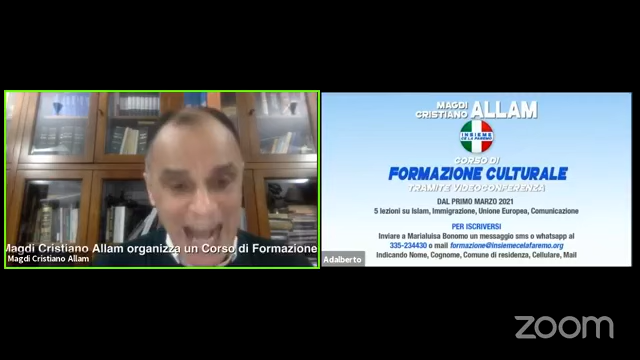 Magdi Cristiano Allam organizza un Corso di Formazione
Magdi Cristiano Allam
MAGDI
CRISTIANO ALLAM
INSIEME
CE LA FAREMO
CORSO DI
FORMAZIONE CULTURALE
TRAMITE VIDEOCONFERENZA
DAL PRIMO MARZO 2021
5 lezioni su Islam, Immigrazione, Unione Europea, Comunicazione
PER ISCRIVERSI
Inviare a Marialuisa Bonomo un messaggio sms o whatsapp al
335-234430 o mail formazione@insiemecelafaremo.org
Indicando Nome, Cognome, Comune di residenza, Cellulare, Mail
Adalberto
zoom